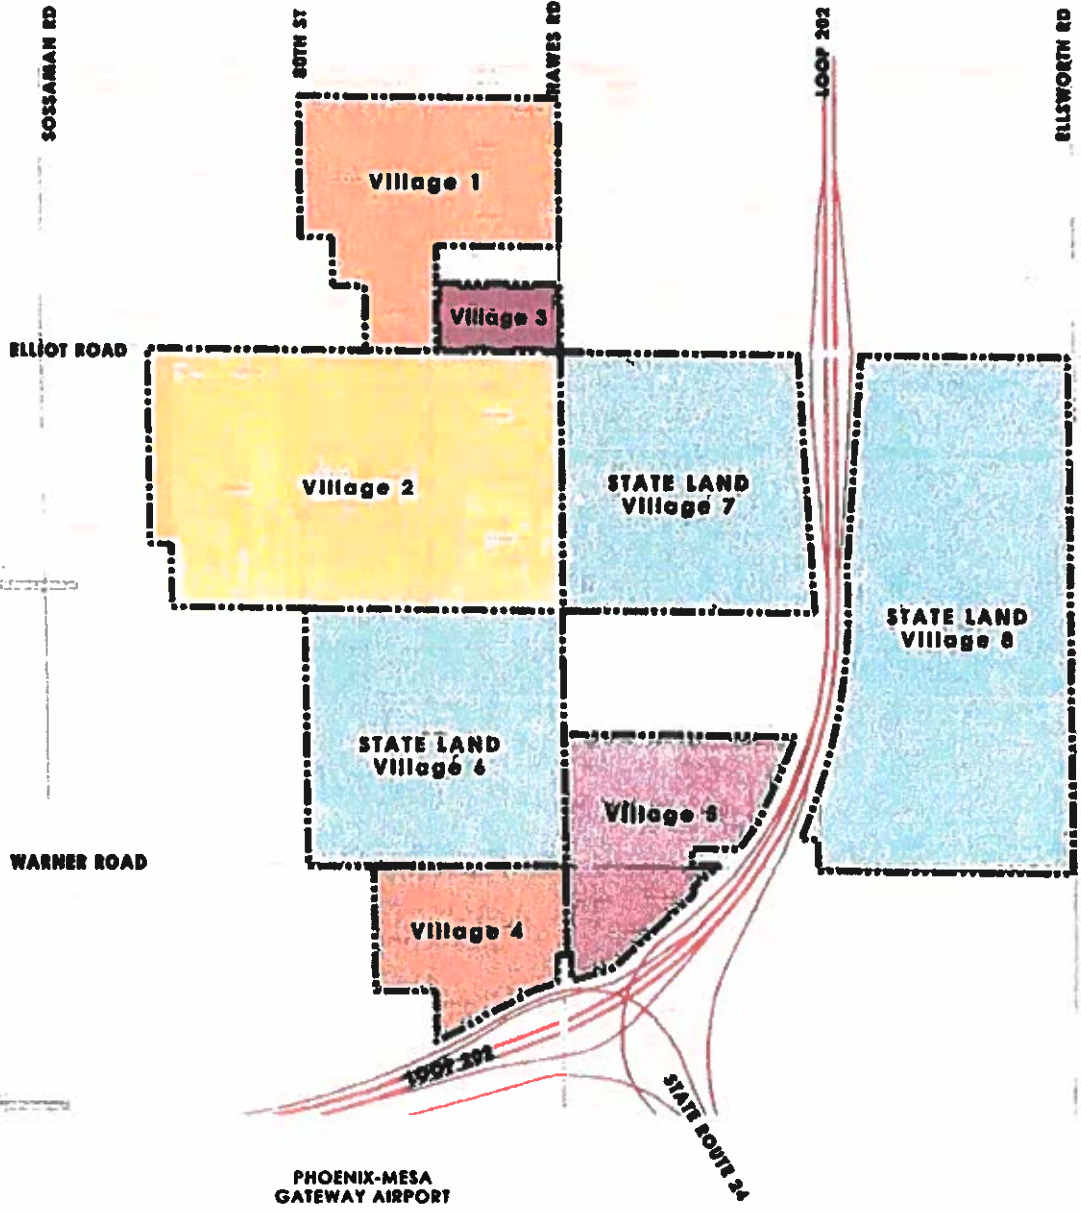 SOSSAMAN RD
80TH ST
HAWES RD
LOOP 202
ELLSWORTH RD
Village 1
Village 3
ELLIOT ROAD
Village 2
STATE LAND
Village 7
STATE LAND
Village 8
STATE LAND
Village 6
Village 5
WARNER ROAD
Village 4
LOOP 202
STATE ROUTE 24
PHOENIX-MESA
GATEWAY AIRPORT